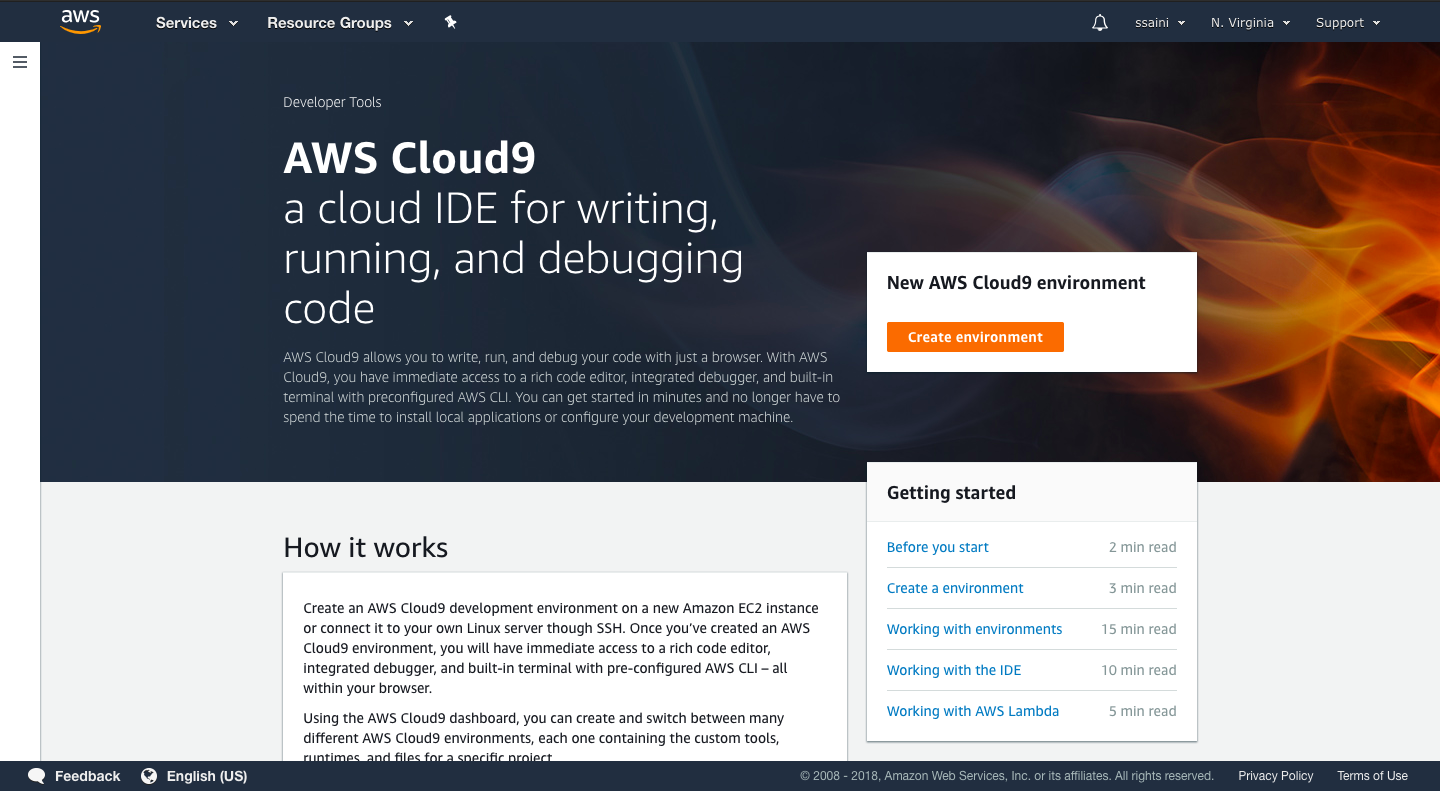 aws
Services
Resource Groups
ssaini
N. Virginia
Support
Developer Tools
AWS Cloud9
a cloud IDE for writing,
running, and debugging
code
AWS Cloud9 allows you to write, run, and debug your code with just a browser. With AWS
Cloud9, you have immediate access to a rich code editor, integrated debugger, and built-in
terminal with preconfigured AWS CLI. You can get started in minutes and no longer have to
spend the time to install local applications or configure your development machine.
New AWS Cloud9 environment
Create environment
Getting started
Before you start 2 min read
Create a environment 3 min read
Working with environments 15 min read
Working with the IDE 10 min read
Working with AWS Lambda 5 min read
How it works
Create an AWS Cloud9 development environment on a new Amazon EC2 instance
or connect it to your own Linux server though SSH. Once you’ve created an AWS
Cloud9 environment, you will have immediate access to a rich code editor,
integrated debugger, and built-in terminal with pre-configured AWS CLI – all
within your browser.
Using the AWS Cloud9 dashboard, you can create and switch between many
different AWS Cloud9 environments, each one containing the custom tools,
runtimes, and files for a specific project.
Feedback
English (US)
© 2008 - 2018, Amazon Web Services, Inc. or its affiliates. All rights reserved.
Privacy Policy
Terms of Use